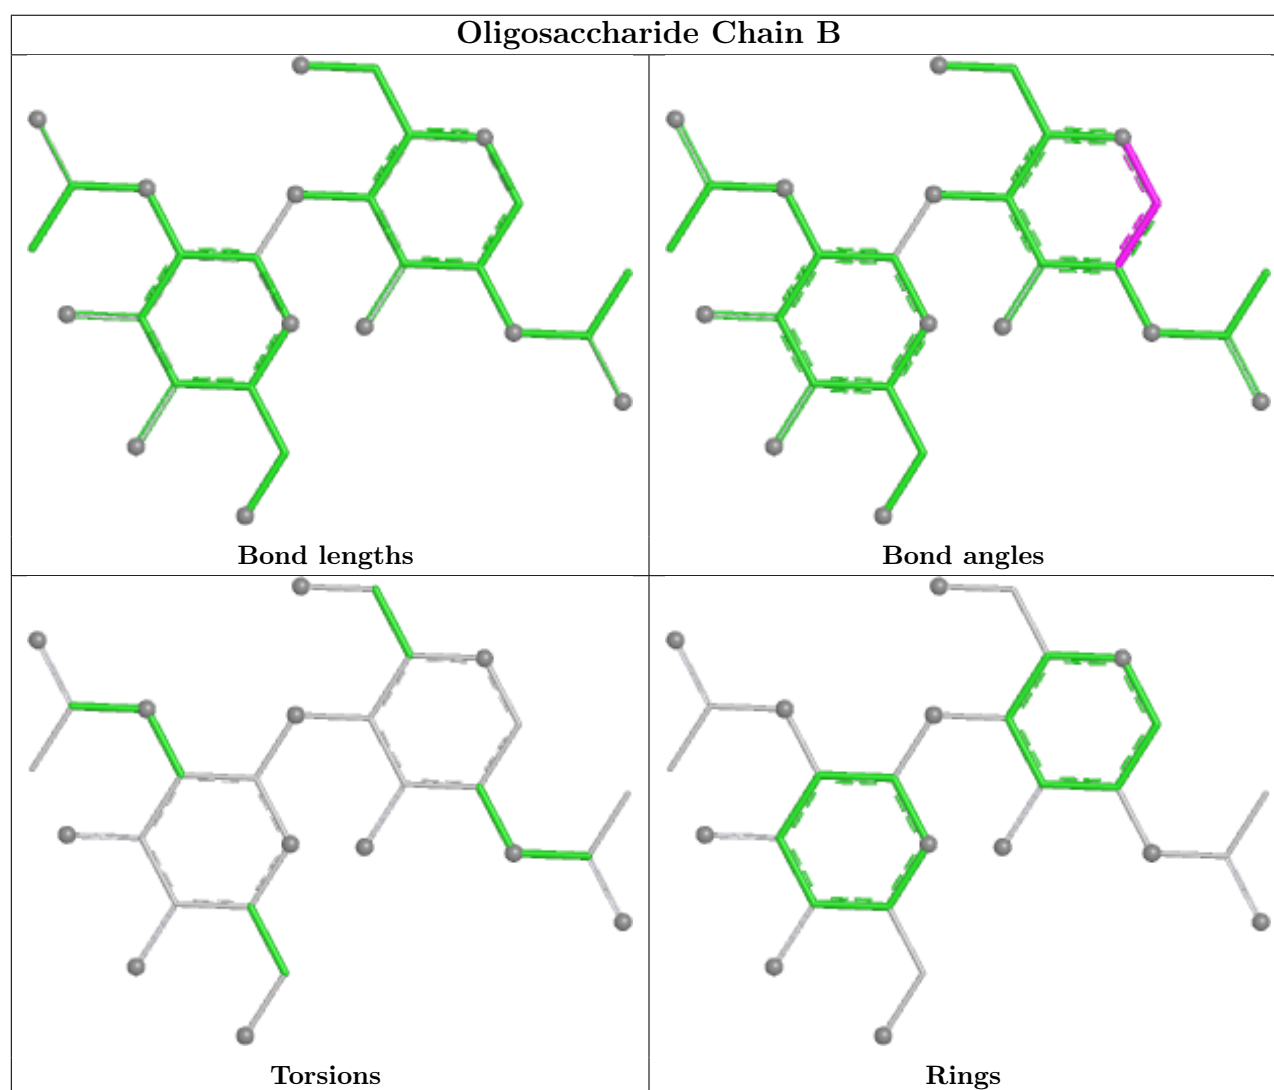 Oligosaccharide Chain B
Bond lengths
Bond angles
Torsions
Rings